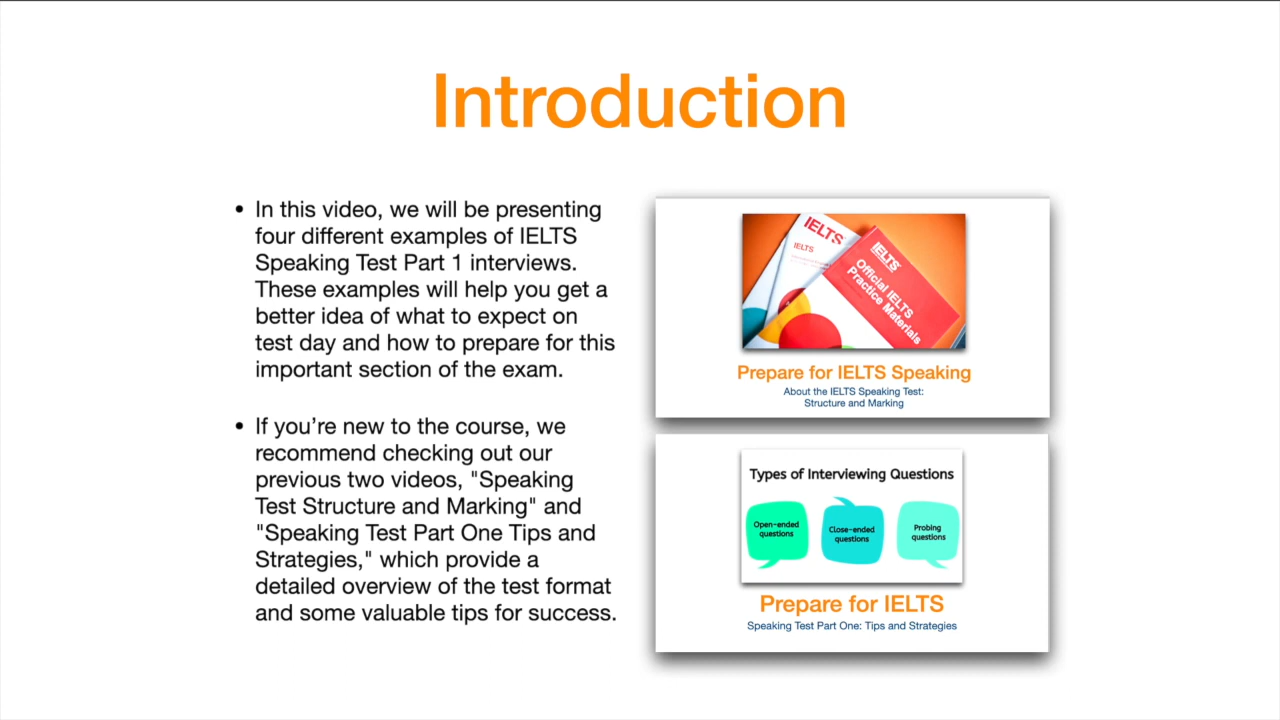 Introduction
• In this video, we will be presenting
four different examples of IELTS
Speaking Test Part 1 interviews.
These examples will help you get a
better idea of what to expect on
test day and how to prepare for this
important section of the exam.
• If you’re new to the course, we
recommend checking out our
previous two videos, "Speaking
Test Structure and Marking" and
"Speaking Test Part One Tips and
Strategies," which provide a
detailed overview of the test format
and some valuable tips for success.
IELTS
IELTS
IELTS
Official IELTS
Practice Materials
Prepare for IELTS Speaking
About the IELTS Speaking Test:
Structure and Marking
Types of Interviewing Questions
Open-ended
questions
Close-ended
questions
Probing
questions
Prepare for IELTS
Speaking Test Part One: Tips and Strategies